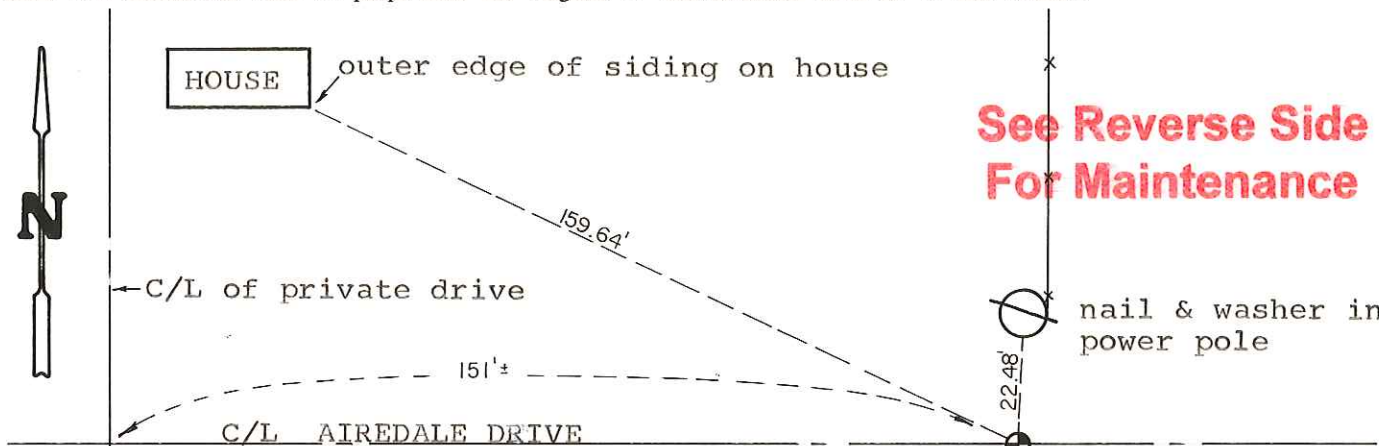 HOUSE
outer edge of siding on house
See Reverse Side
For Maintenance
N
159.64'
C/L of private drive
nail & washer in
power pole
151'±
22.48'
C/L AIREDALE DRIVE